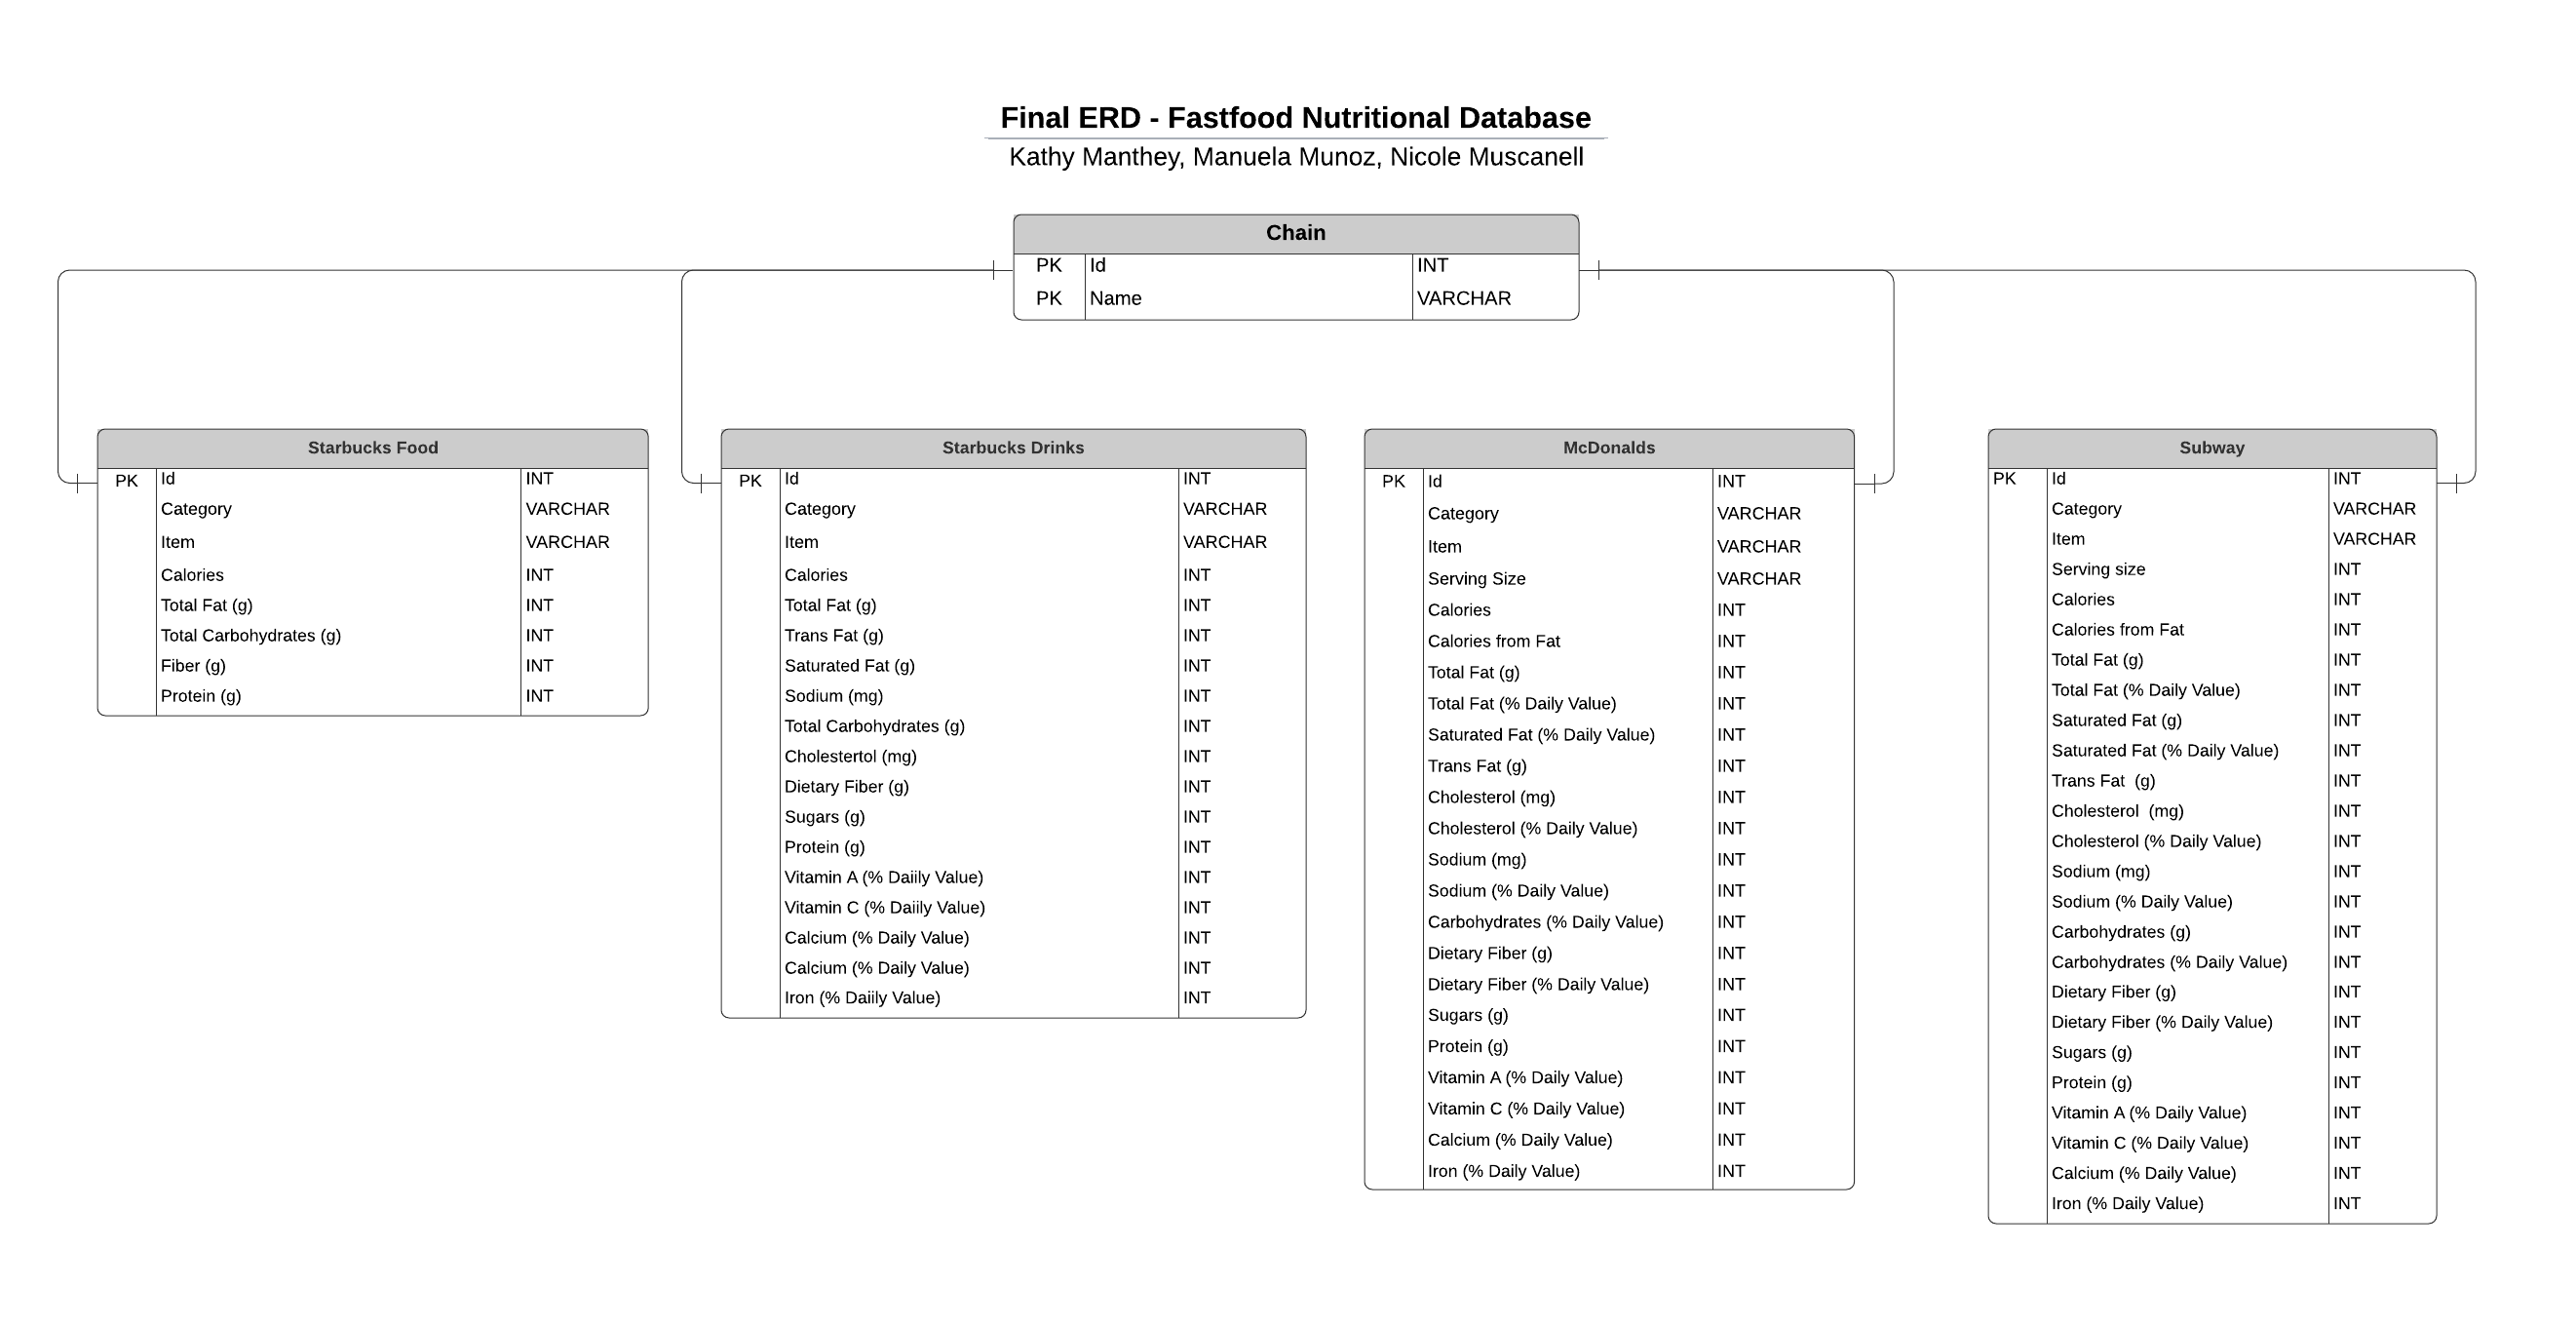 Final ERD - Fastfood Nutritional Database
Kathy Manthey, Manuela Munoz, Nicole Muscanell
Chain
PK Id INT
PK Name VARCHAR
Starbucks Food
PK Id INT
Category VARCHAR
Item VARCHAR
Calories INT
Total Fat (g) INT
Total Carbohydrates (g) INT
Fiber (g) INT
Protein (g) INT
Starbucks Drinks
PK Id INT
Category VARCHAR
Item VARCHAR
Calories INT
Total Fat (g) INT
Trans Fat (g) INT
Saturated Fat (g) INT
Sodium (mg) INT
Total Carbohydrates (g) INT
Cholestertol (mg) INT
Dietary Fiber (g) INT
Sugars (g) INT
Protein (g) INT
Vitamin A (% Daiily Value) INT
Vitamin C (% Daiily Value) INT
Calcium (% Daily Value) INT
Calcium (% Daily Value) INT
Iron (% Daiily Value) INT
McDonalds
PK Id INT
Category VARCHAR
Item VARCHAR
Serving Size VARCHAR
Calories INT
Calories from Fat INT
Total Fat (g) INT
Total Fat (% Daily Value) INT
Saturated Fat (% Daily Value) INT
Trans Fat (g) INT
Cholesterol (mg) INT
Cholesterol (% Daily Value) INT
Sodium (mg) INT
Sodium (% Daily Value) INT
Carbohydrates (% Daily Value) INT
Dietary Fiber (g) INT
Dietary Fiber (% Daily Value) INT
Sugars (g) INT
Protein (g) INT
Vitamin A (% Daily Value) INT
Vitamin C (% Daily Value) INT
Calcium (% Daily Value) INT
Iron (% Daily Value) INT
Subway
PK Id INT
Category VARCHAR
Item VARCHAR
Serving size INT
Calories INT
Calories from Fat INT
Total Fat (g) INT
Total Fat (% Daily Value) INT
Saturated Fat (g) INT
Saturated Fat (% Daily Value) INT
Trans Fat (g) INT
Cholesterol (mg) INT
Cholesterol (% Daily Value) INT
Sodium (mg) INT
Sodium (% Daily Value) INT
Carbohydrates (g) INT
Carbohydrates (% Daily Value) INT
Dietary Fiber (g) INT
Dietary Fiber (% Daily Value) INT
Sugars (g) INT
Protein (g) INT
Vitamin A (% Daily Value) INT
Vitamin C (% Daily Value) INT
Calcium (% Daily Value) INT
Iron (% Daily Value) INT